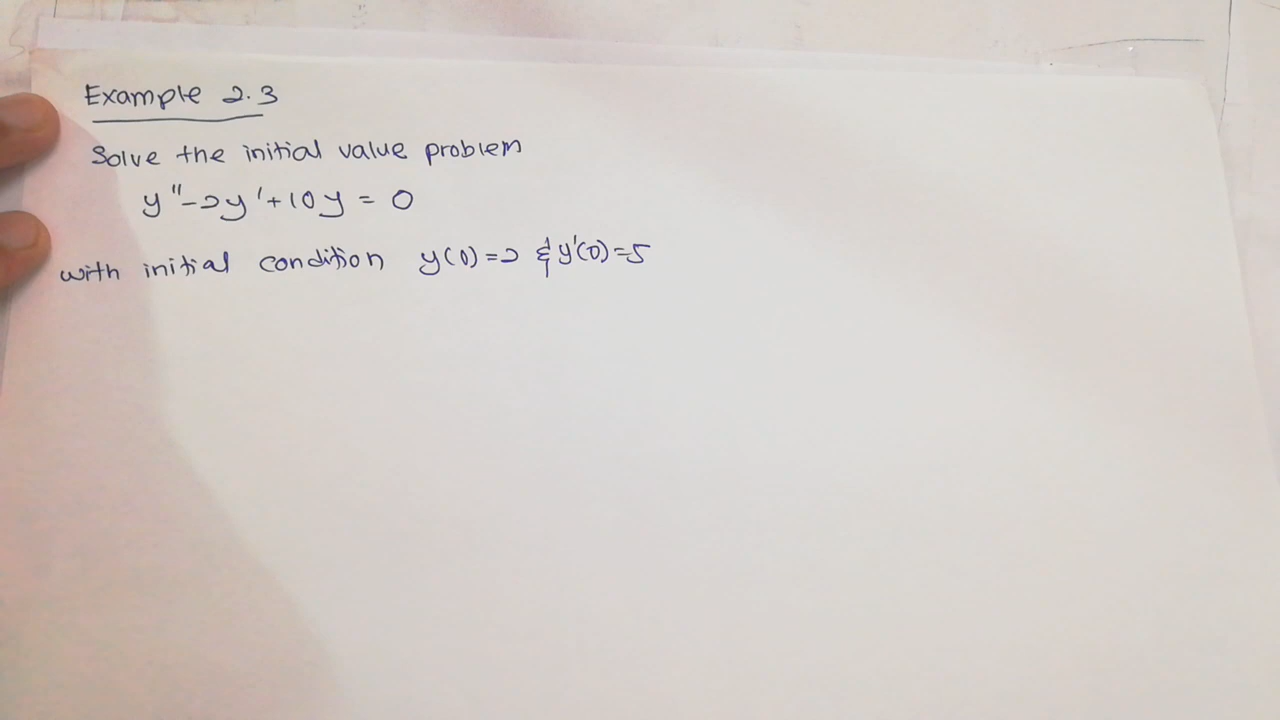 Example 2.3
Solve the initial value problem
y'' - 2y' + 10y = 0
with initial condition y(0) = 2 & y'(0) = 5